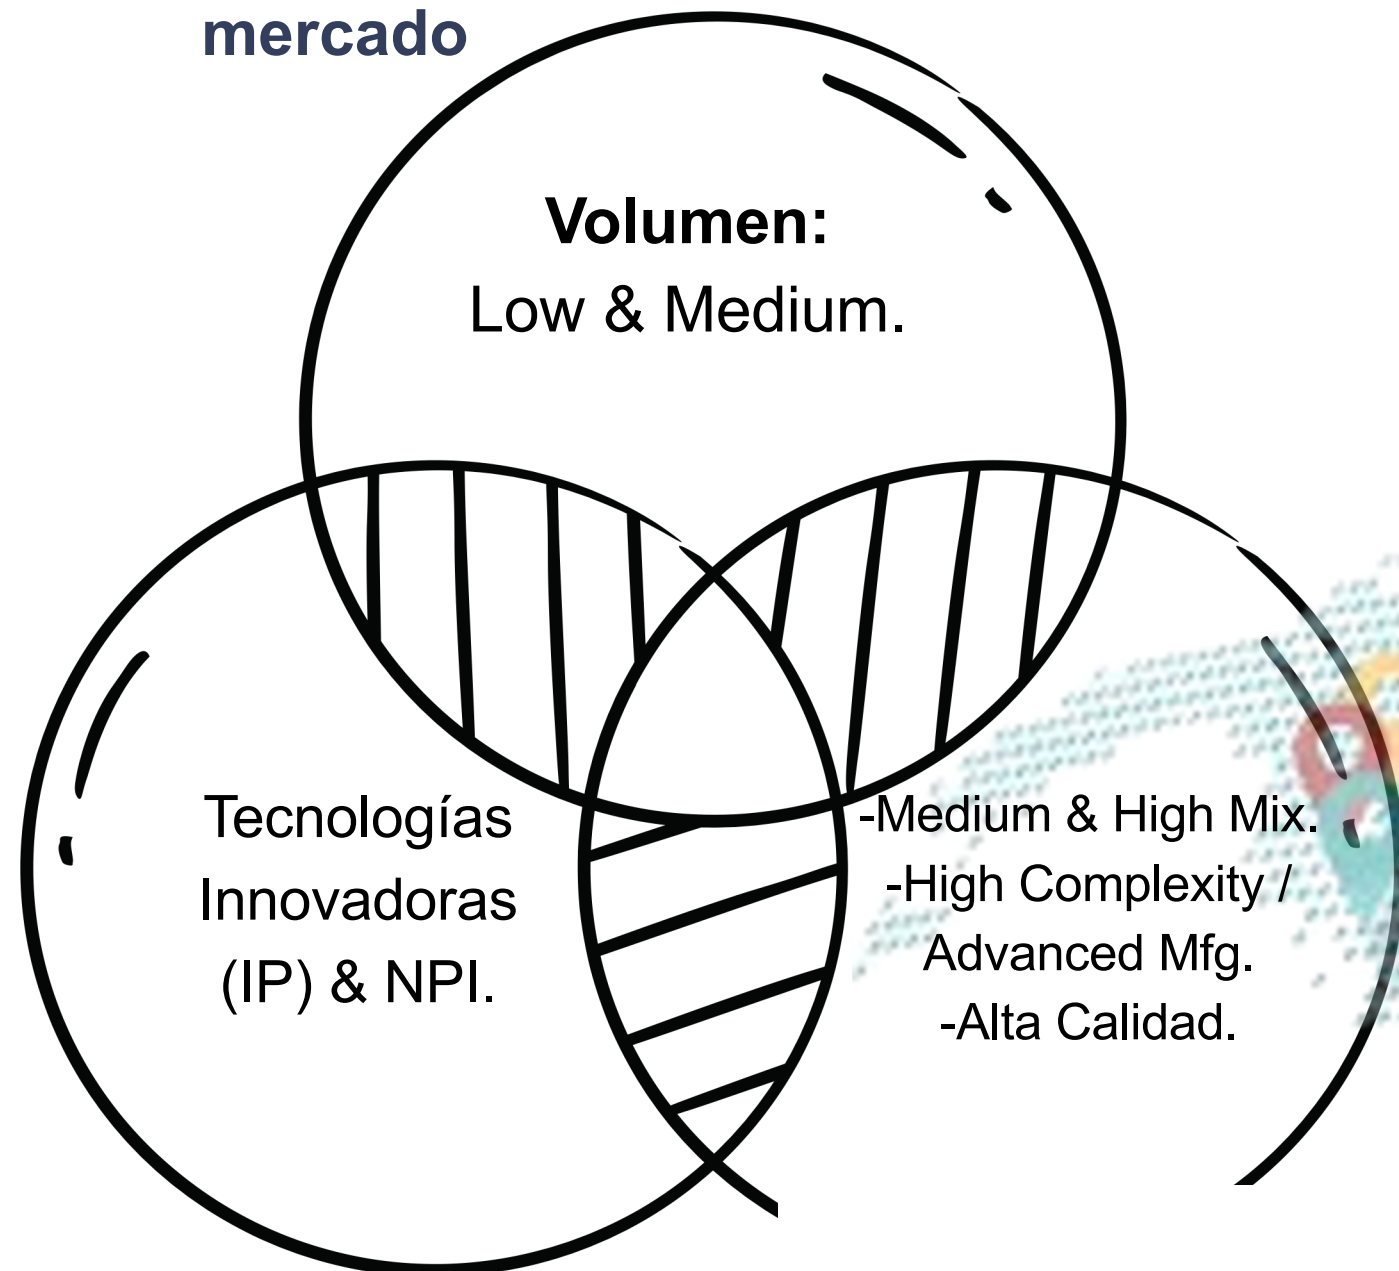 mercado
Volumen:
Low & Medium.
Tecnologías
Innovadoras
(IP) & NPI.
-Medium & High Mix.
-High Complexity /
Advanced Mfg.
-Alta Calidad.